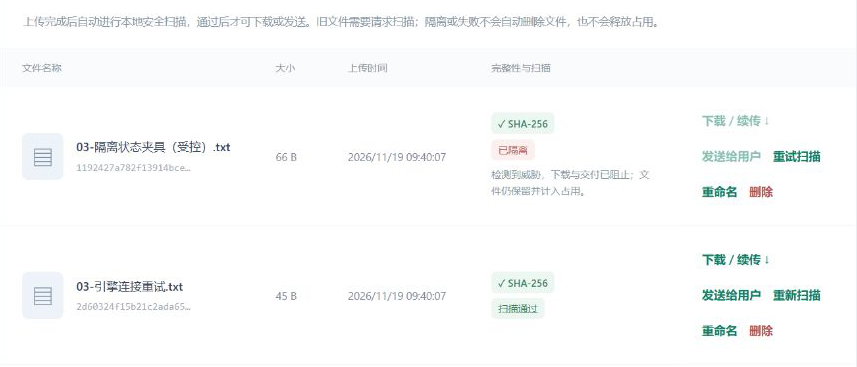 上传完成后自动进行本地安全扫描，通过后才可下载或发送。旧文件需要请求扫描；隔离或失败不会自动删除文件，也不会释放占用。
文件名称 大小 上传时间 完整性与扫描
03-隔离状态夹具（受控）.txt
1192427a782f13914bce…
66 B
2026/11/19 09:40:07
✓ SHA-256
已隔离
检测到威胁，下载与交付已阻止；文
件仍保留并计入占用。
下载 / 续传 ↓
发送给用户 重试扫描
重命名 删除
03-引擎连接重试.txt
2d60324f15b21c2ada65…
45 B
2026/11/19 09:40:07
✓ SHA-256
扫描通过
下载 / 续传 ↓
发送给用户 重新扫描
重命名 删除